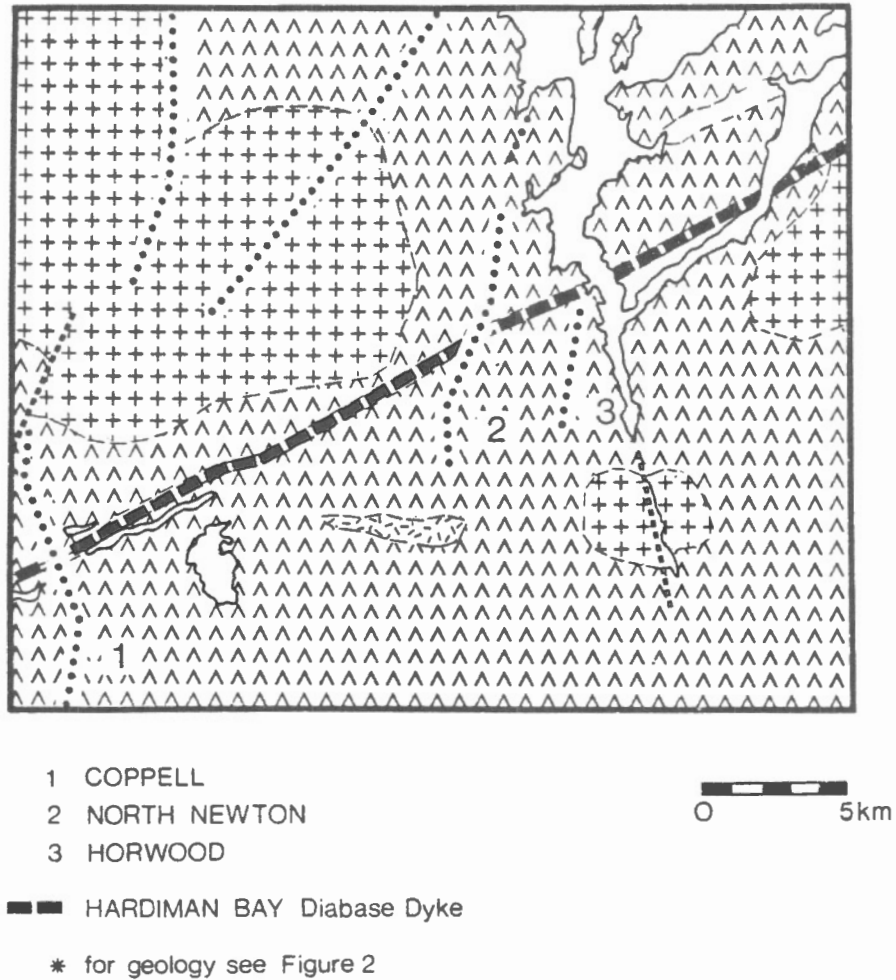 2
3
1
1 COPPELL
2 NORTH NEWTON
3 HORWOOD
0 5km
HARDIMAN BAY Diabase Dyke
* for geology see Figure 2